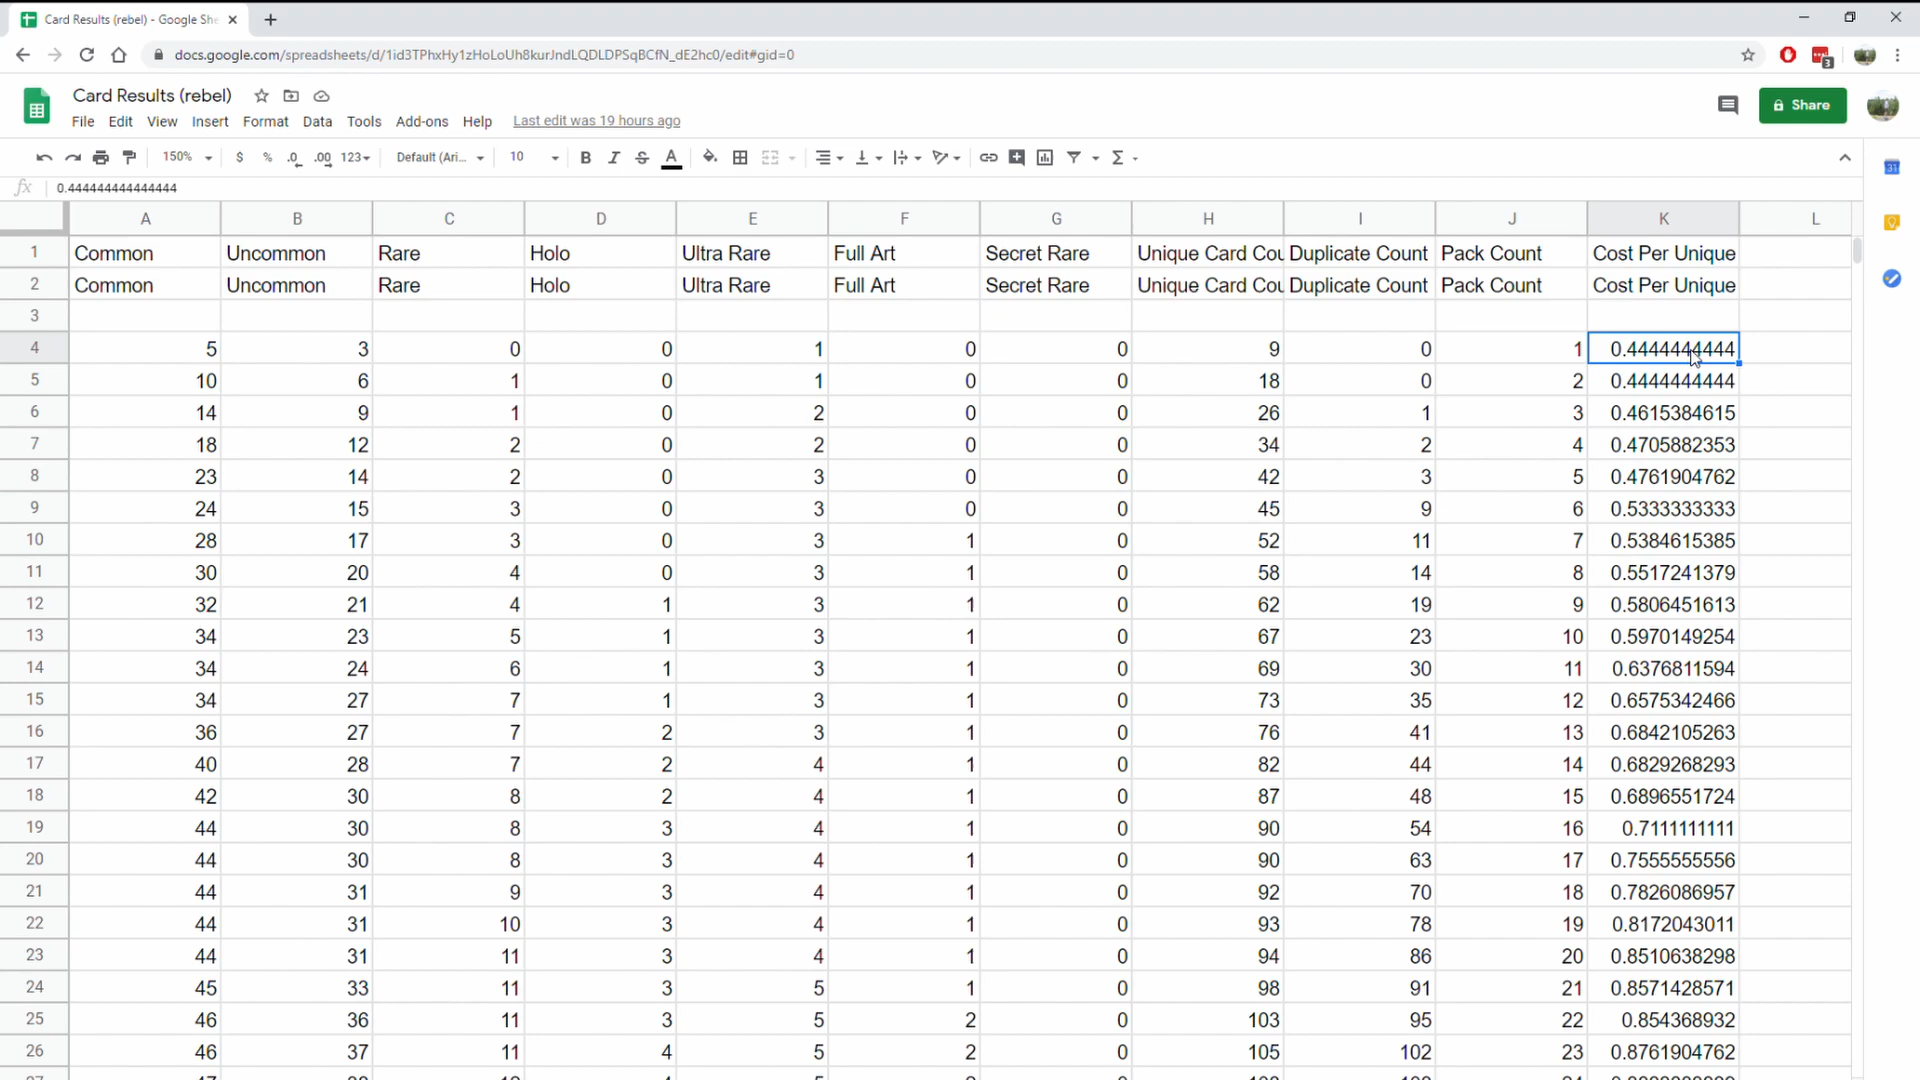 Card Results (rebel) - Google She
docs.google.com/spreadsheets/d/1id3TPhxHy1zHoLoUh8kurJndLQDLDPSqBCfN_dE2hc0/edit#gid=0
3
Card Results (rebel)
Share
File Edit View Insert Format Data Tools Add-ons Help Last edit was 19 hours ago
150% $ % .0 .00 123 Default (Ari... 10 B I S A Σ
31
fx 0.444444444444444
A B C D E F G H I J K L
1 Common Uncommon Rare Holo Ultra Rare Full Art Secret Rare Unique Card Cou Duplicate Count Pack Count Cost Per Unique
2 Common Uncommon Rare Holo Ultra Rare Full Art Secret Rare Unique Card Cou Duplicate Count Pack Count Cost Per Unique
3
4 5 3 0 0 1 0 0 9 0 1 0.4444444444
5 10 6 1 0 1 0 0 18 0 2 0.4444444444
6 14 9 1 0 2 0 0 26 1 3 0.4615384615
7 18 12 2 0 2 0 0 34 2 4 0.4705882353
8 23 14 2 0 3 0 0 42 3 5 0.4761904762
9 24 15 3 0 3 0 0 45 9 6 0.5333333333
10 28 17 3 0 3 1 0 52 11 7 0.5384615385
11 30 20 4 0 3 1 0 58 14 8 0.5517241379
12 32 21 4 1 3 1 0 62 19 9 0.5806451613
13 34 23 5 1 3 1 0 67 23 10 0.5970149254
14 34 24 6 1 3 1 0 69 30 11 0.6376811594
15 34 27 7 1 3 1 0 73 35 12 0.6575342466
16 36 27 7 2 3 1 0 76 41 13 0.6842105263
17 40 28 7 2 4 1 0 82 44 14 0.6829268293
18 42 30 8 2 4 1 0 87 48 15 0.6896551724
19 44 30 8 3 4 1 0 90 54 16 0.7111111111
20 44 30 8 3 4 1 0 90 63 17 0.7555555556
21 44 31 9 3 4 1 0 92 70 18 0.7826086957
22 44 31 10 3 4 1 0 93 78 19 0.8172043011
23 44 31 11 3 4 1 0 94 86 20 0.8510638298
24 45 33 11 3 5 1 0 98 91 21 0.8571428571
25 46 36 11 3 5 2 0 103 95 22 0.854368932
26 46 37 11 4 5 2 0 105 102 23 0.8761904762